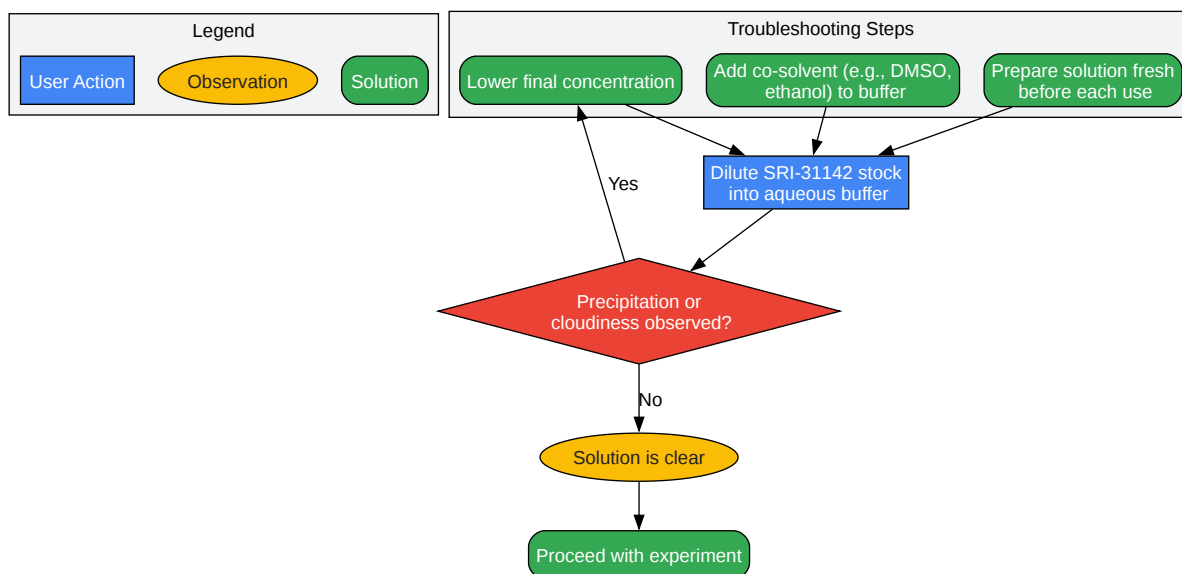 Legend
User Action
Observation
Solution
Troubleshooting Steps
Lower final concentration
Add co-solvent (e.g., DMSO,
ethanol) to buffer
Prepare solution fresh
before each use
Dilute SRI-31142 stock
into aqueous buffer
Yes
Precipitation or
cloudiness observed?
No
Solution is clear
Proceed with experiment